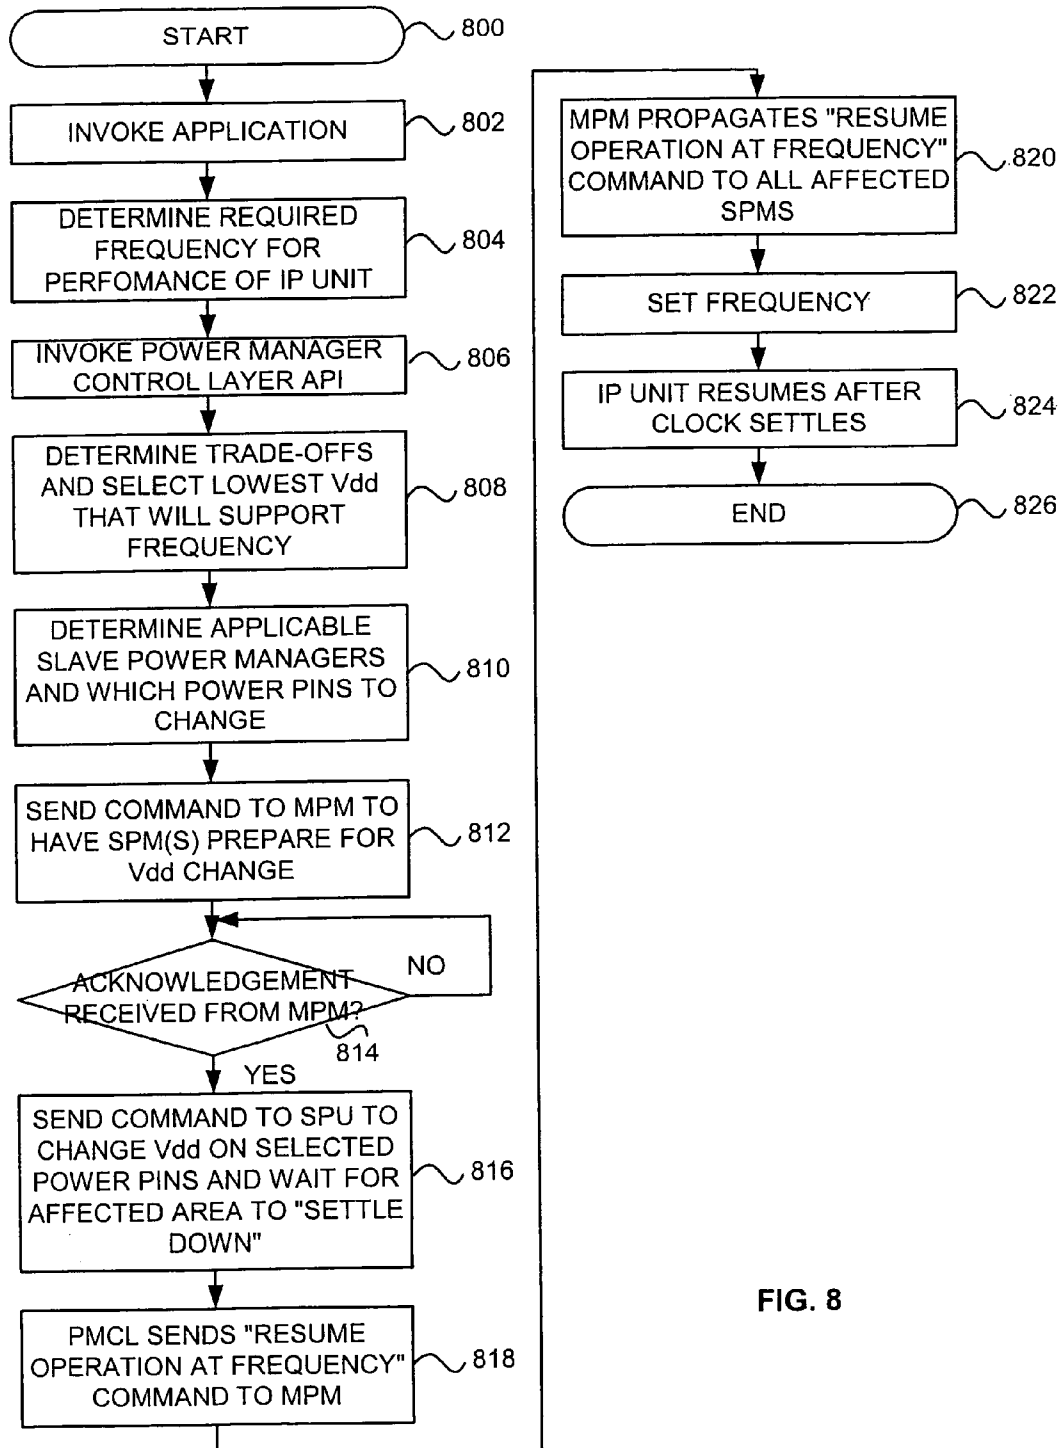 START
800
INVOKE APPLICATION
802
DETERMINE REQUIRED
FREQUENCY FOR
PERFOMANCE OF IP UNIT
804
INVOKE POWER MANAGER
CONTROL LAYER API
806
DETERMINE TRADE-OFFS
AND SELECT LOWEST Vdd
THAT WILL SUPPORT
FREQUENCY
808
DETERMINE APPLICABLE
SLAVE POWER MANAGERS
AND WHICH POWER PINS TO
CHANGE
810
SEND COMMAND TO MPM TO
HAVE SPM(S) PREPARE FOR
Vdd CHANGE
812
ACKNOWLEDGEMENT
RECEIVED FROM MPM?
NO
814
YES
SEND COMMAND TO SPU TO
CHANGE Vdd ON SELECTED
POWER PINS AND WAIT FOR
AFFECTED AREA TO "SETTLE
DOWN"
816
PMCL SENDS "RESUME
OPERATION AT FREQUENCY"
COMMAND TO MPM
818
MPM PROPAGATES "RESUME
OPERATION AT FREQUENCY"
COMMAND TO ALL AFFECTED
SPMS
820
SET FREQUENCY
822
IP UNIT RESUMES AFTER
CLOCK SETTLES
824
END
826
FIG. 8